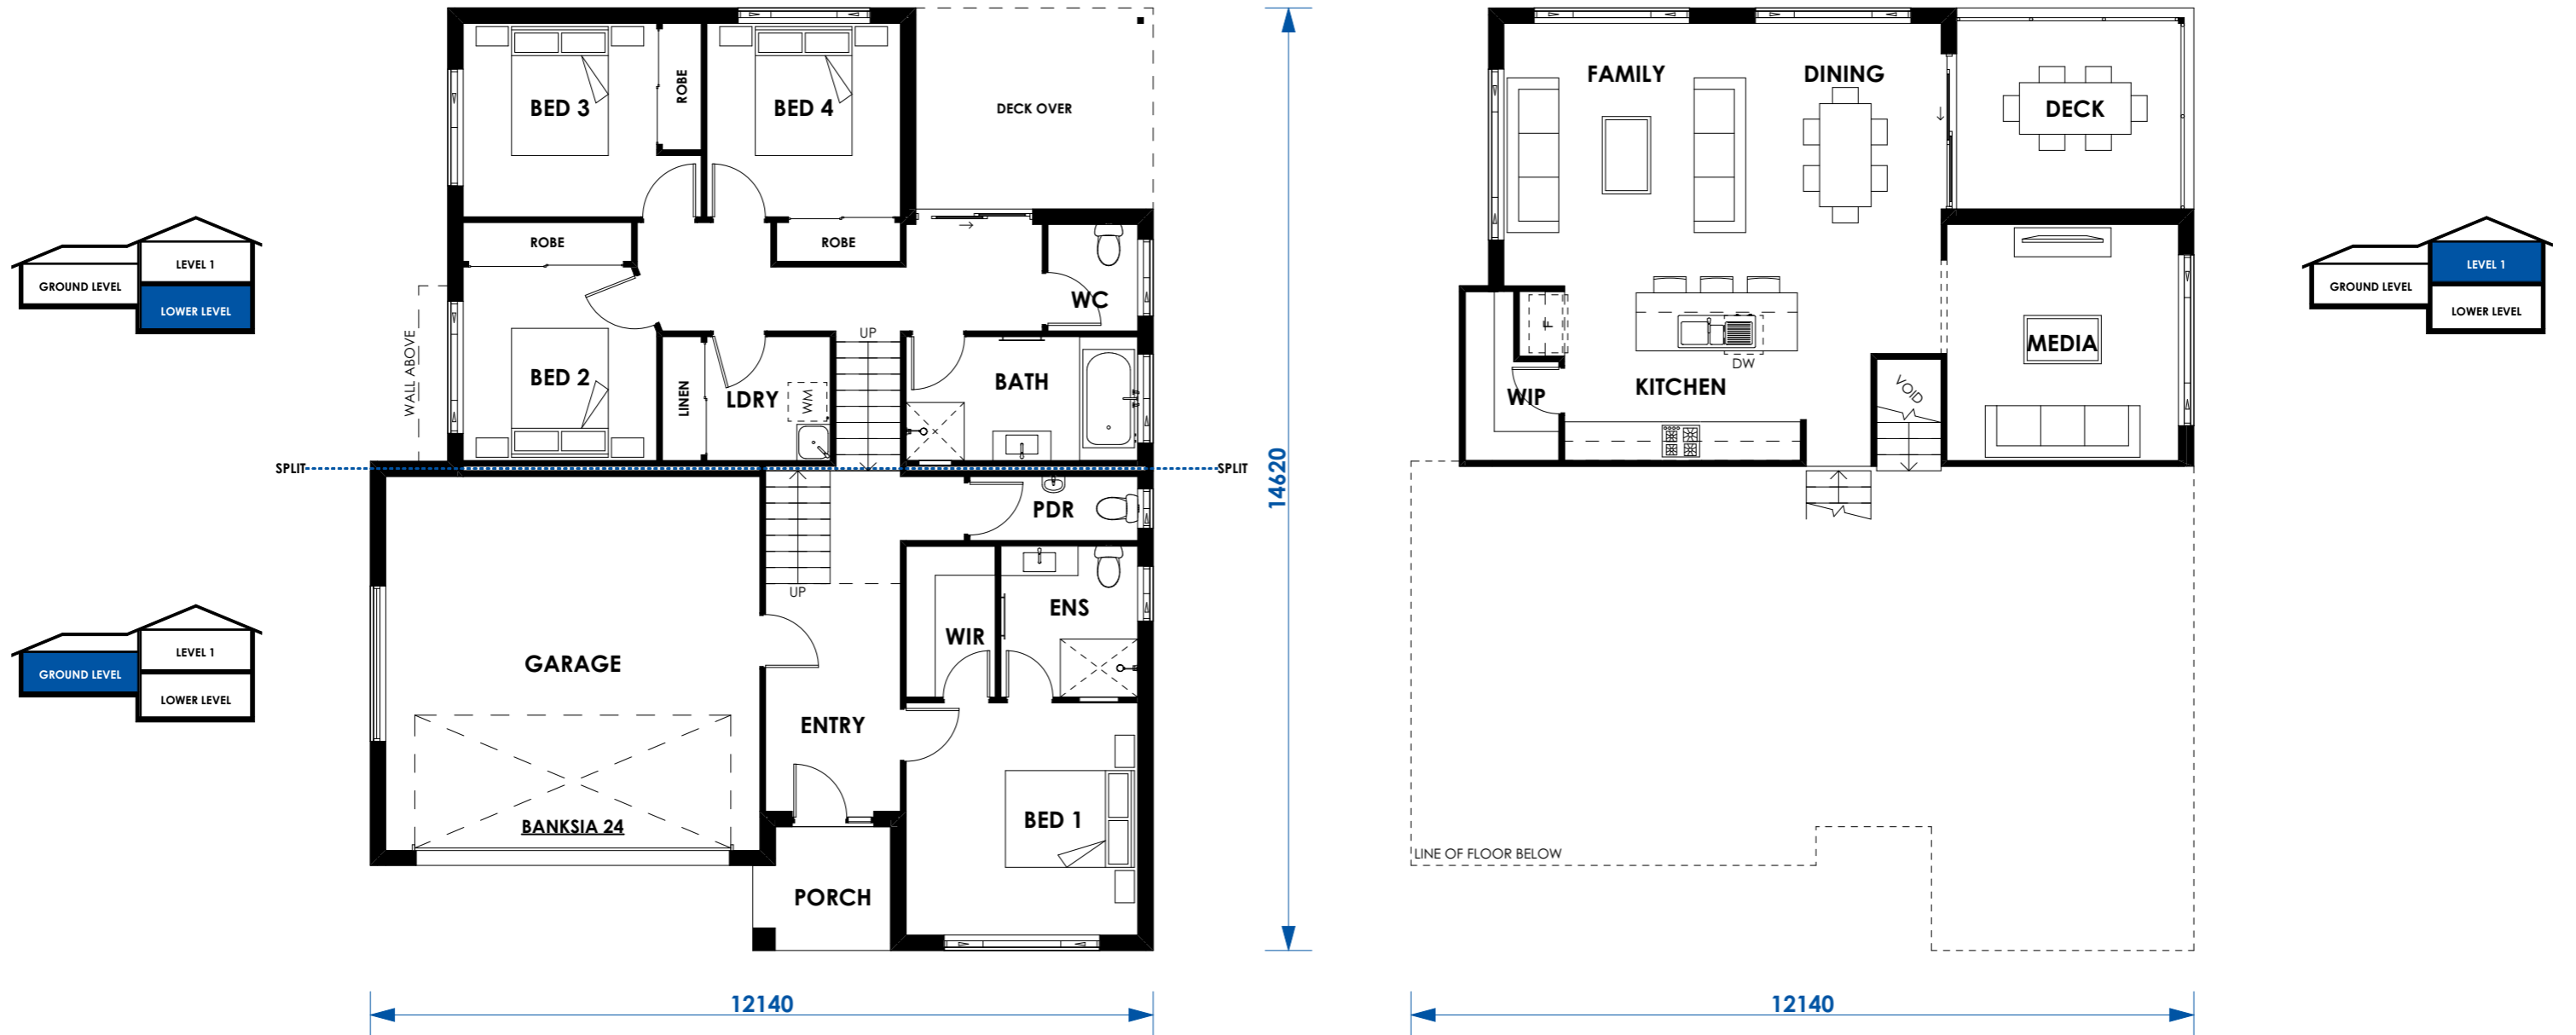 BED 3
ROBE
BED 4
DECK OVER
ROBE
ROBE
LEVEL 1
GROUND LEVEL
LOWER LEVEL
WC
WALL ABOVE
UP
BED 2
LINEN
LDRY
WM
BATH
SPLIT
SPLIT
PDR
UP
ENS
WIR
LEVEL 1
GROUND LEVEL
LOWER LEVEL
GARAGE
ENTRY
BANKSIA 24
BED 1
PORCH
14620
12140
FAMILY
DINING
DECK
F
DW
MEDIA
WIP
KITCHEN
VOID
LEVEL 1
GROUND LEVEL
LOWER LEVEL
LINE OF FLOOR BELOW
12140